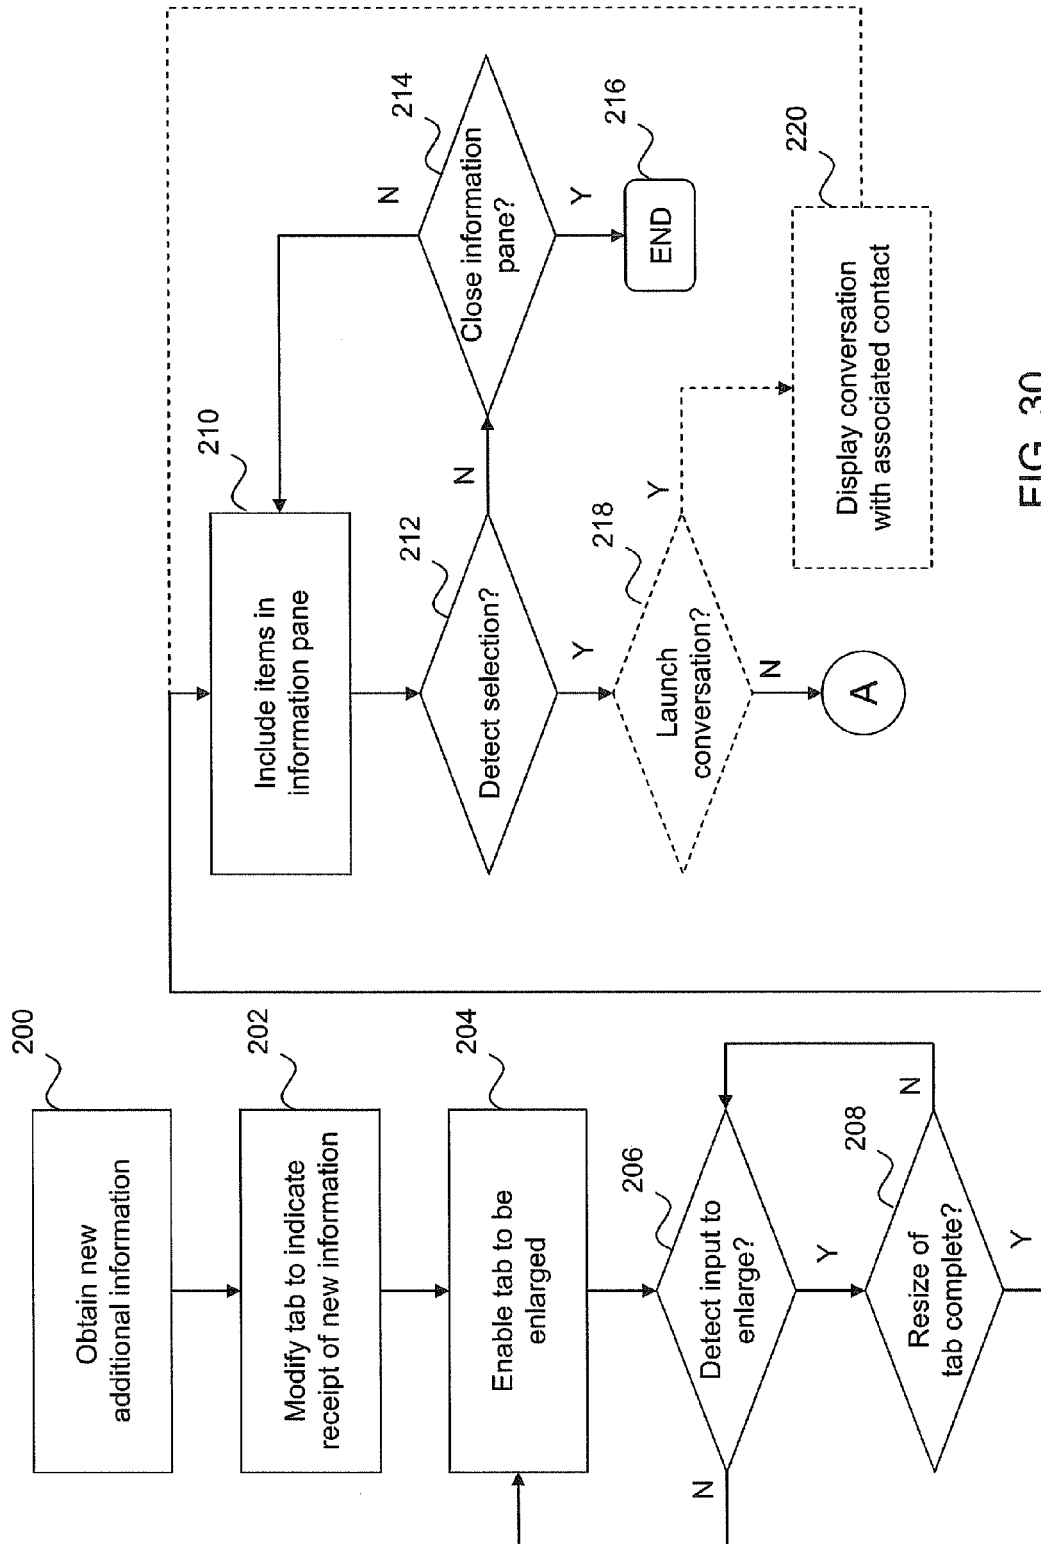 200
Obtain new
additional information
202
Modify tab to indicate
receipt of new information
204
Enable tab to be
enlarged
206
Detect input to
enlarge?
N
Y
208
Resize of
tab complete?
N
Y
210
Include items in
information pane
212
Detect selection?
N
Y
214
Close information
pane?
N
Y
216
END
218
Launch
conversation?
Y
N
A
220
Display conversation
with associated contact
FIG. 30